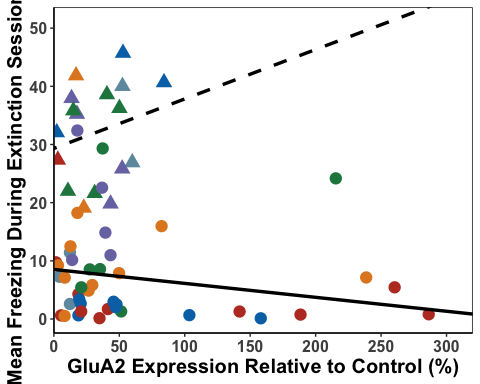 Mean Freezing During Extinction Session
50
40
30
20
10
0
0 50 100 150 200 250 300
GluA2 Expression Relative to Control (%)